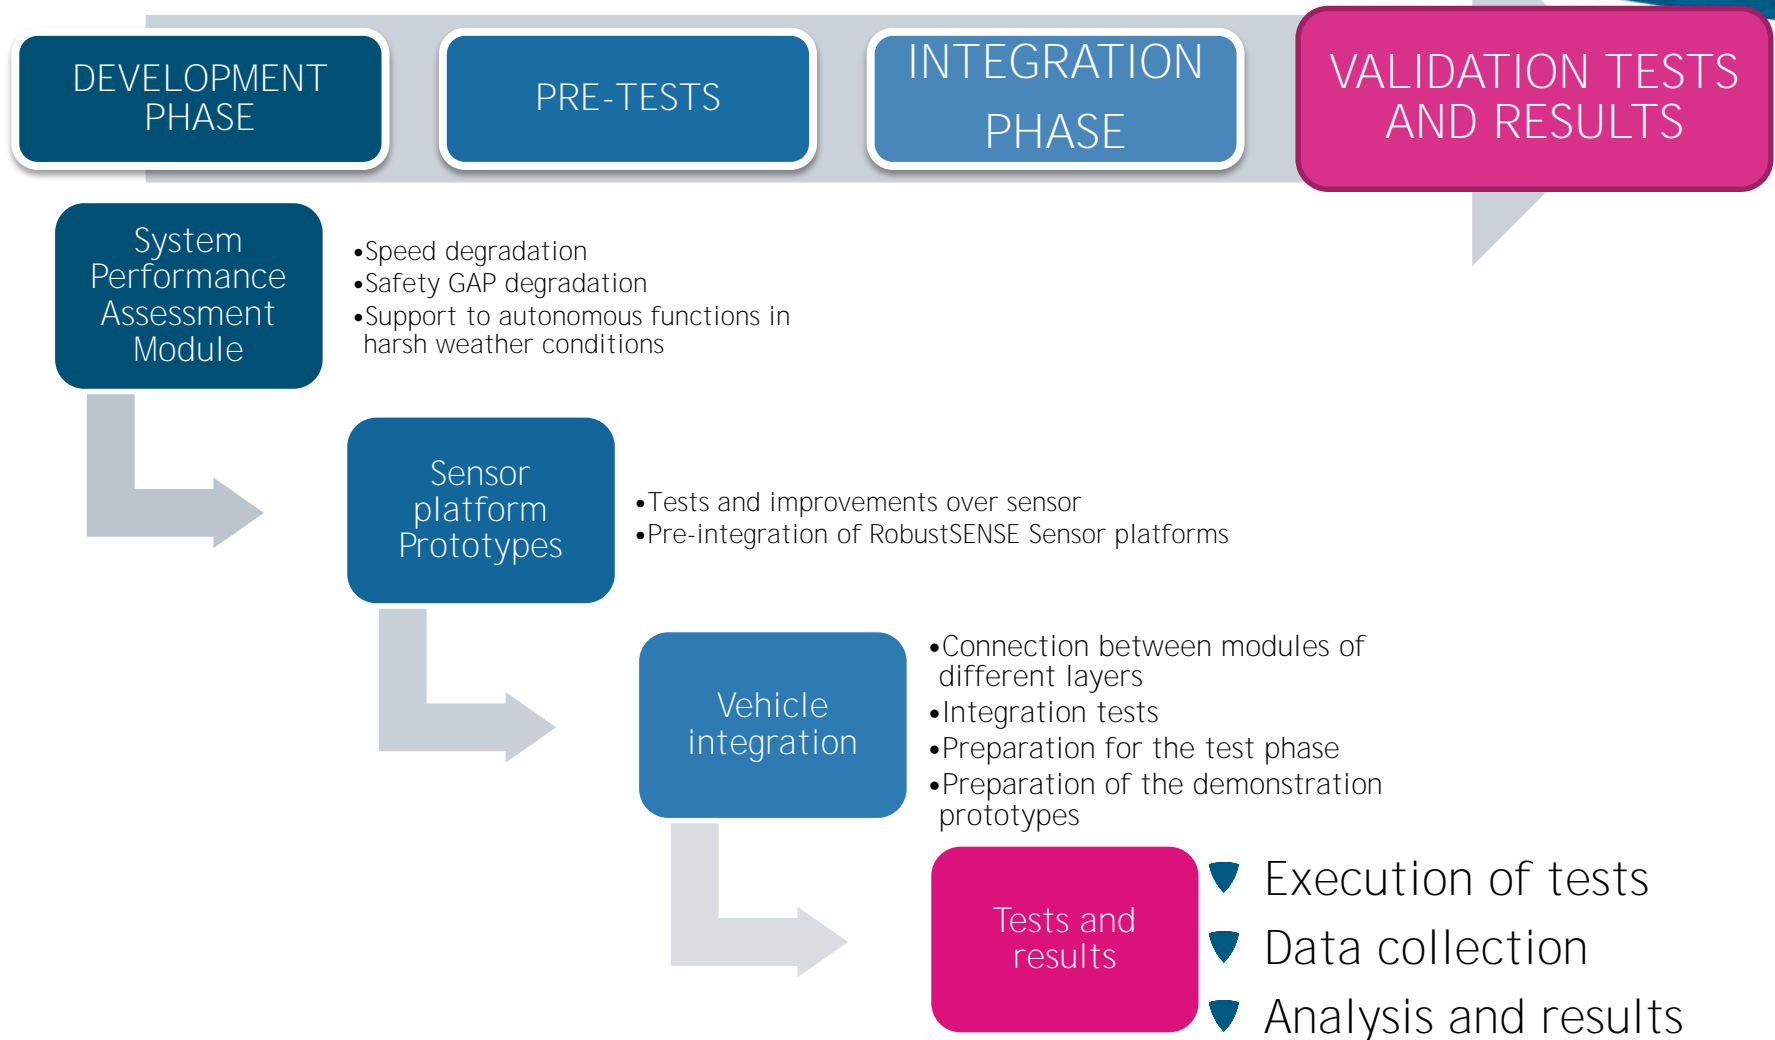 DEVELOPMENT
PHASE
PRE-TESTS
INTEGRATION
PHASE
VALIDATION TESTS
AND RESULTS
System
Performance
Assessment
Module
•Speed degradation
•Safety GAP degradation
•Support to autonomous functions in
harsh weather conditions
Sensor
platform
Prototypes
•Tests and improvements over sensor
•Pre-integration of RobustSENSE Sensor platforms
Vehicle
integration
•Connection between modules of
different layers
•Integration tests
•Preparation for the test phase
•Preparation of the demonstration
prototypes
Tests and
results
Execution of tests
Data collection
Analysis and results